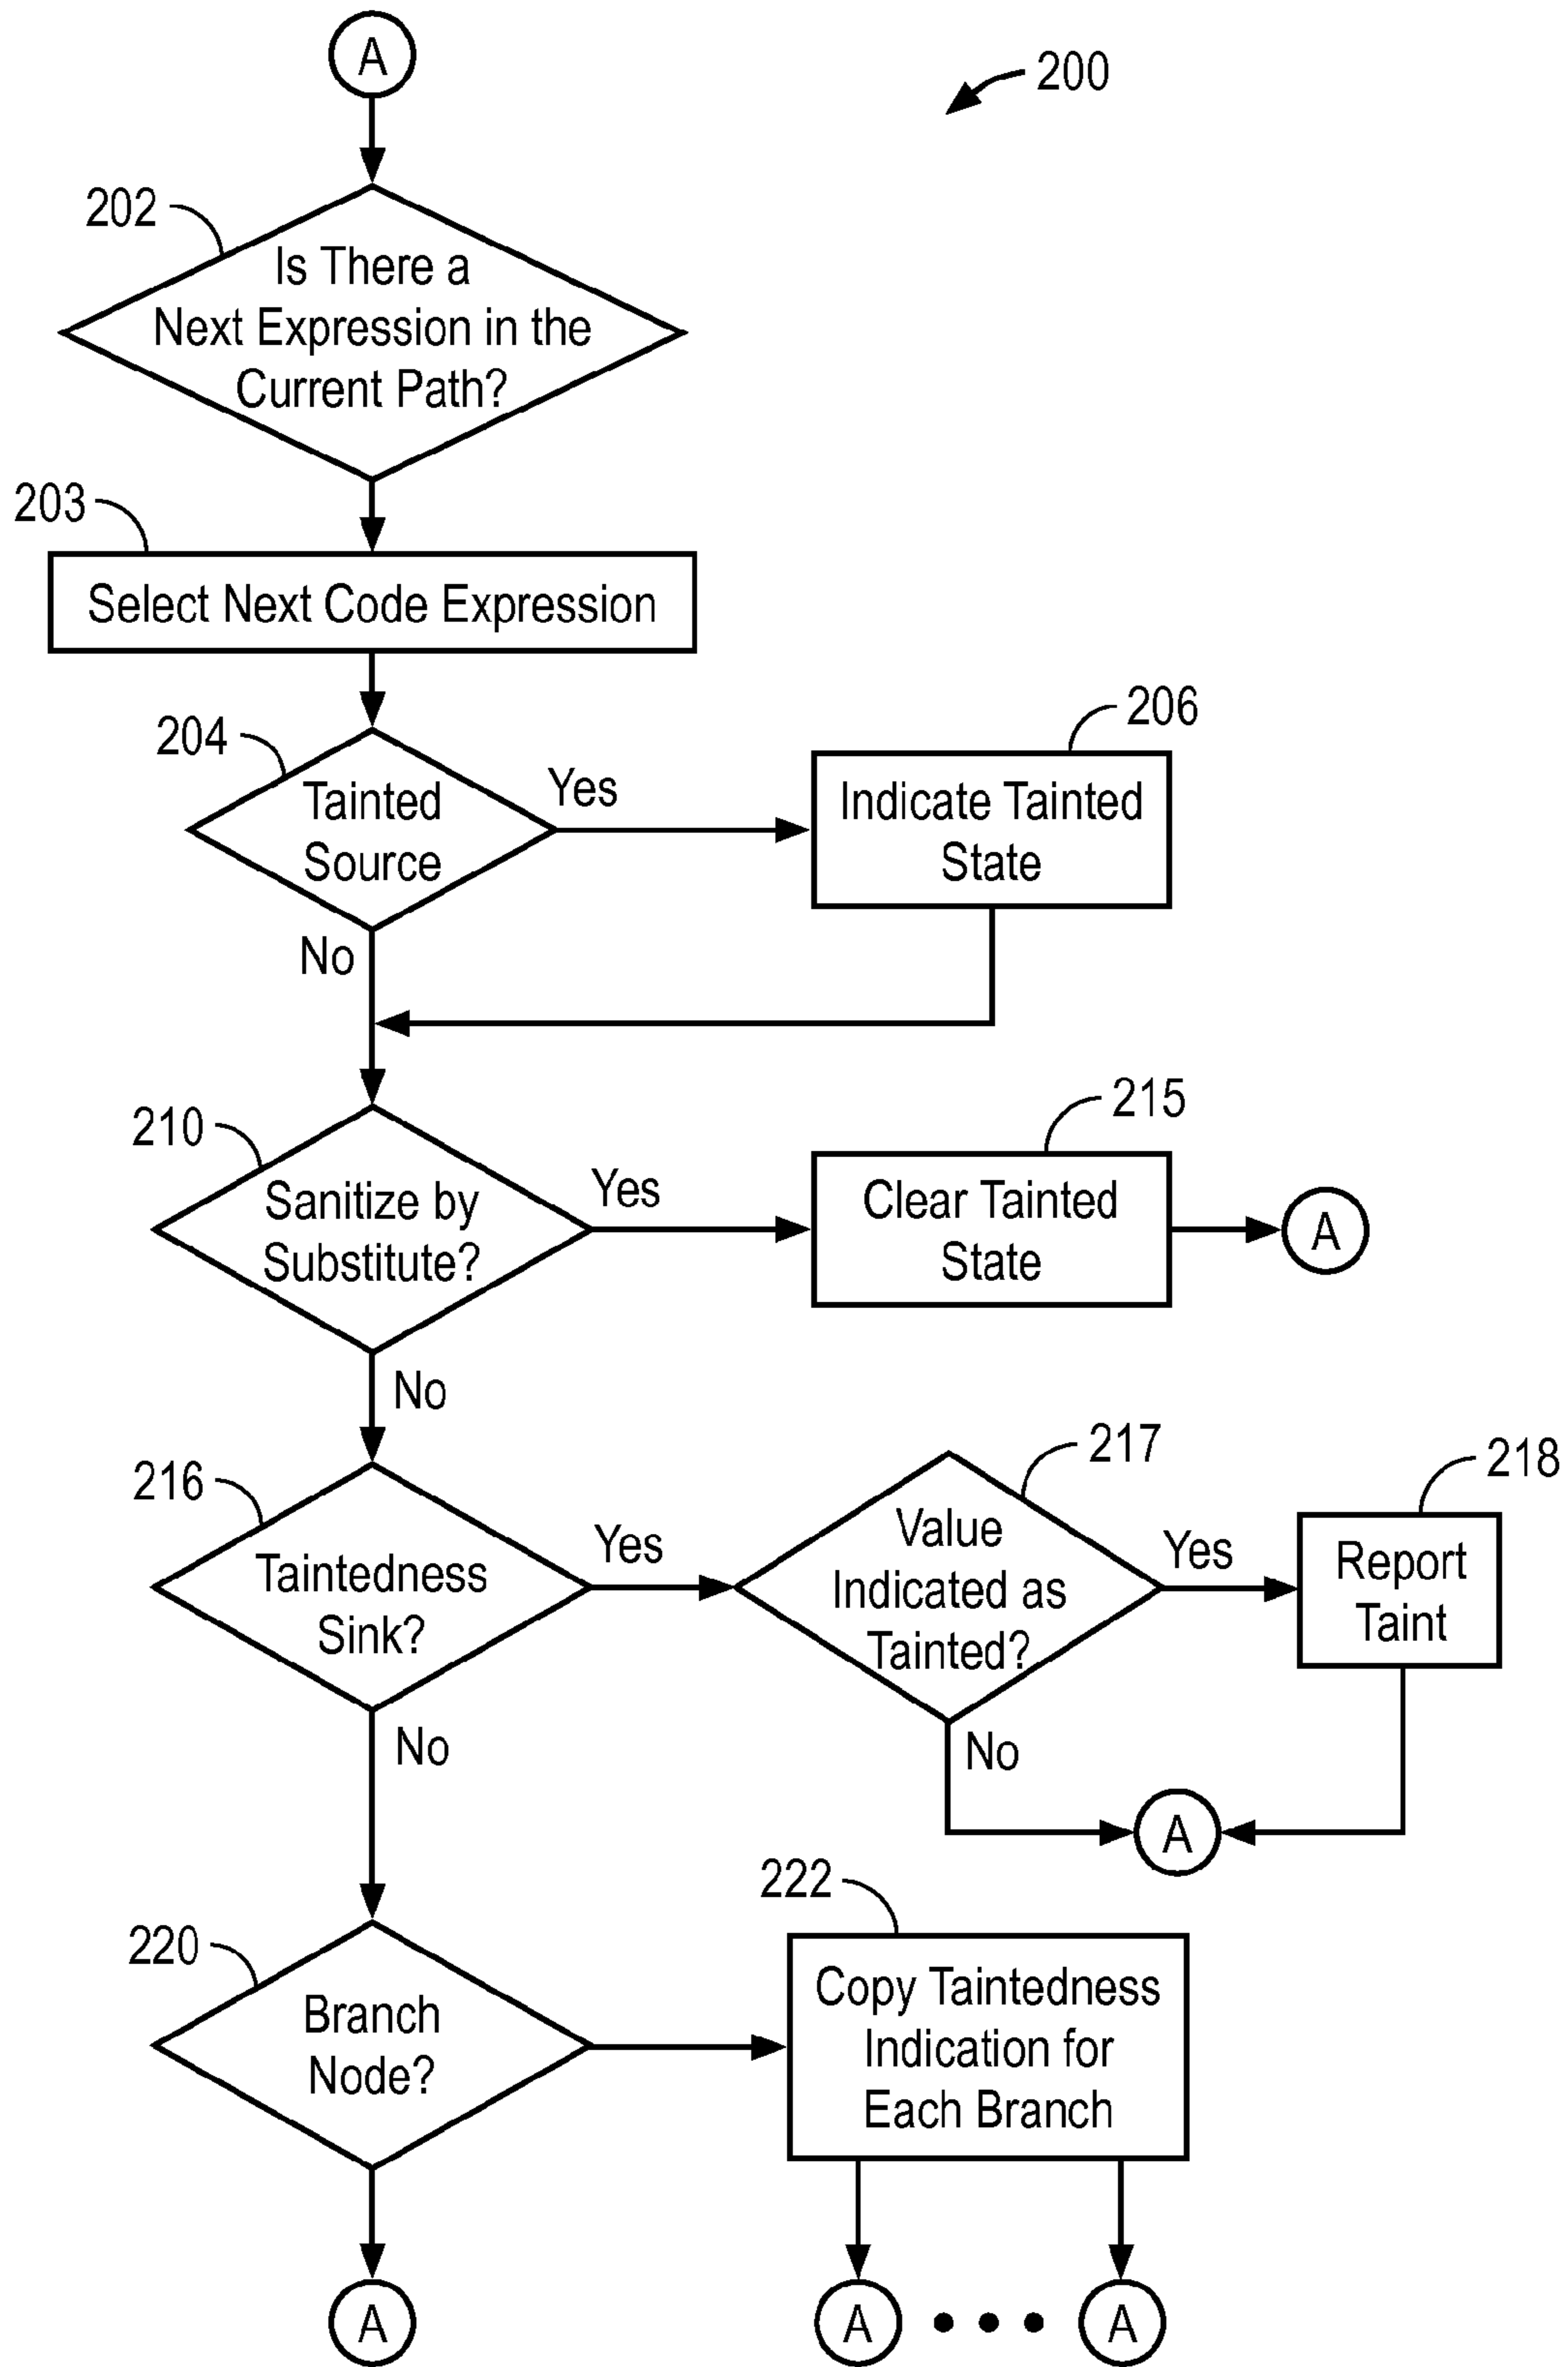 A
200
202
Is There a
Next Expression in the
Current Path?
203
Select Next Code Expression
204
Tainted
Source
Yes
206
Indicate Tainted
State
No
210
Sanitize by
Substitute?
Yes
215
Clear Tainted
State
A
No
216
Taintedness
Sink?
Yes
217
Value
Indicated as
Tainted?
Yes
218
Report
Taint
No
No
A
220
Branch
Node?
222
Copy Taintedness
Indication for
Each Branch
A
A • • • A